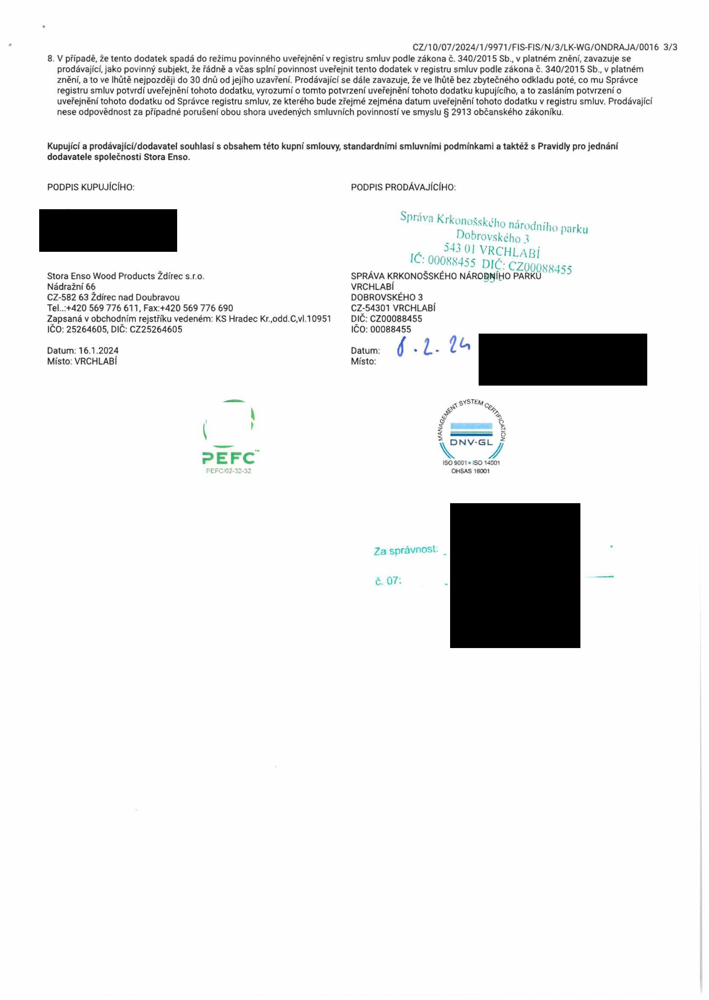 CZ/10/07/2024/1/9971/FIS-FIS/N/3/LK-WG/ONDRAJA/0016 3/3
8. V případě, že tento dodatek spadá do režimu povinného uveřejnění v registru smluv podle zákona č. 340/2015 Sb., v platném znění, zavazuje se
prodávající, jako povinný subjekt, že řádně a včas splní povinnost uveřejnit tento dodatek v registru smluv podle zákona č. 340/2015 Sb., v platném
znění, a to ve lhůtě nejpozději do 30 dnů od jejího uzavření. Prodávající se dále zavazuje, že ve lhůtě bez zbytečného odkladu poté, co mu Správce
registru smluv potvrdí uveřejnění tohoto dodatku, vyrozumí o tomto potvrzení uveřejnění tohoto dodatku kupujícího, a to zasláním potvrzení o
uveřejnění tohoto dodatku od Správce registru smluv, ze kterého bude zřejmé zejména datum uveřejnění tohoto dodatku v registru smluv. Prodávající
nese odpovědnost za případné porušení obou shora uvedených smluvních povinností ve smyslu § 2913 občanského zákoníku.
Kupující a prodávající/dodavatel souhlasí s obsahem této kupní smlouvy, standardními smluvními podmínkami a taktéž s Pravidly pro jednání
dodavatele společnosti Stora Enso.
PODPIS KUPUJÍCÍHO:
Stora Enso Wood Products Ždírec s.r.o.
Nádražní 66
CZ-582 63 Ždírec nad Doubravou
Tel..:+420 569 776 611, Fax:+420 569 776 690
Zapsaná v obchodním rejstříku vedeném: KS Hradec Kr.,odd.C,vl.10951
IČO: 25264605, DIČ: CZ25264605
Datum: 16.1.2024
Místo: VRCHLABÍ
PODPIS PRODÁVAJÍCÍHO:
Správa Krkonošského národního parku
Dobrovského 3
543 01 VRCHLABÍ
IČ: 00088455 DIČ: CZ00088455
SPRÁVA KRKONOŠSKÉHO NÁRODNÍHO PARKU
VRCHLABÍ
DOBROVSKÉHO 3
CZ-54301 VRCHLABÍ
DIČ: CZ00088455
IČO: 00088455
Datum: 8.2.24
Místo:
PEFC™
PEFC/02-32-32
MANAGEMENT SYSTEM CERTIFICATION
DNV·GL
ISO 9001 = ISO 14001
OHSAS 18001
Za správnost:
č. 07: